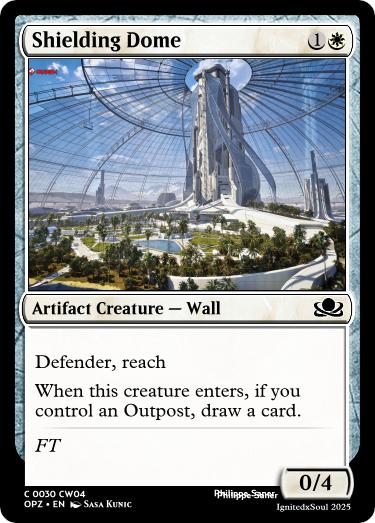 Shielding Dome 1
Artifact Creature — Wall
Defender, reach
When this creature enters, if you
control an Outpost, draw a card.
FT
0/4
C 0030 CW04
OPZ • EN Sasa Kunic
IgnitedxSoul 2025